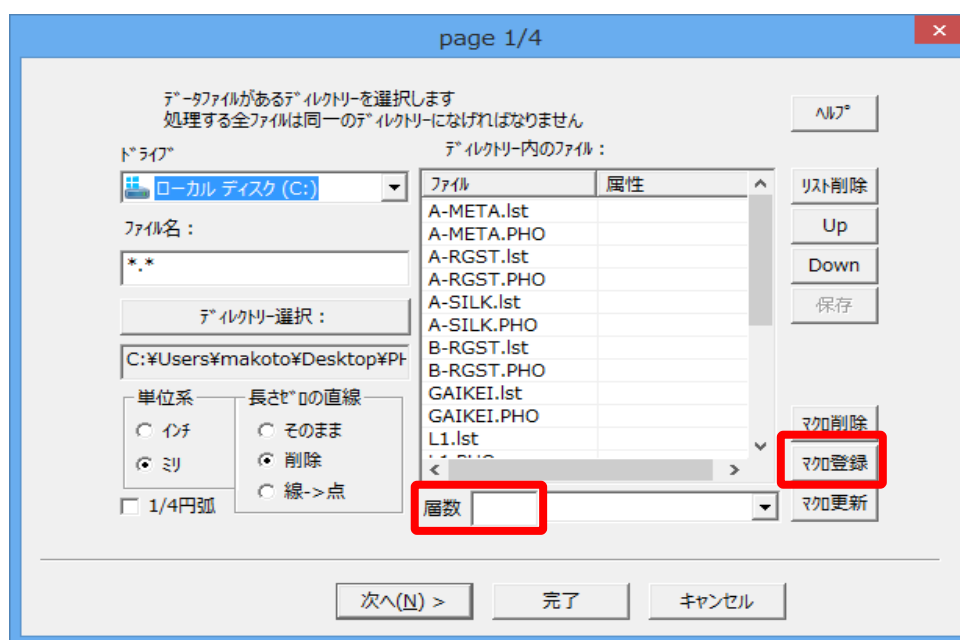 page 1/4
ﾃﾞｰﾀﾌｧｲﾙがあるﾃﾞｨﾚｸﾄﾘｰを選択します
処理する全ﾌｧｲﾙは同一のﾃﾞｨﾚｸﾄﾘｰになげればなりません
ﾍﾙﾌﾟ
ﾄﾞﾗｲﾌﾞ
ﾃﾞｨﾚｸﾄﾘｰ内のﾌｧｲﾙ：
ローカル ディスク (C:)
ﾌｧｲﾙ 属性
ﾘｽﾄ削除
A-META.lst
A-META.PHO
Up
ﾌｧｲﾙ名：
A-RGST.lst
*.*
Down
A-RGST.PHO
A-SILK.lst
保存
ﾃﾞｨﾚｸﾄﾘｰ選択：
A-SILK.PHO
B-RGST.lst
C:¥Users¥makoto¥Desktop¥PH
B-RGST.PHO
GAIKEI.lst
単位系
長さｾﾞﾛの直線
GAIKEI.PHO
ﾏｸﾛ削除
ｲﾝﾁ
そのまま
L1.lst
ﾐﾘ
削除
ﾏｸﾛ登録
線->点
1/4円弧
層数
ﾏｸﾛ更新
次へ(N) >
完了
キャンセル